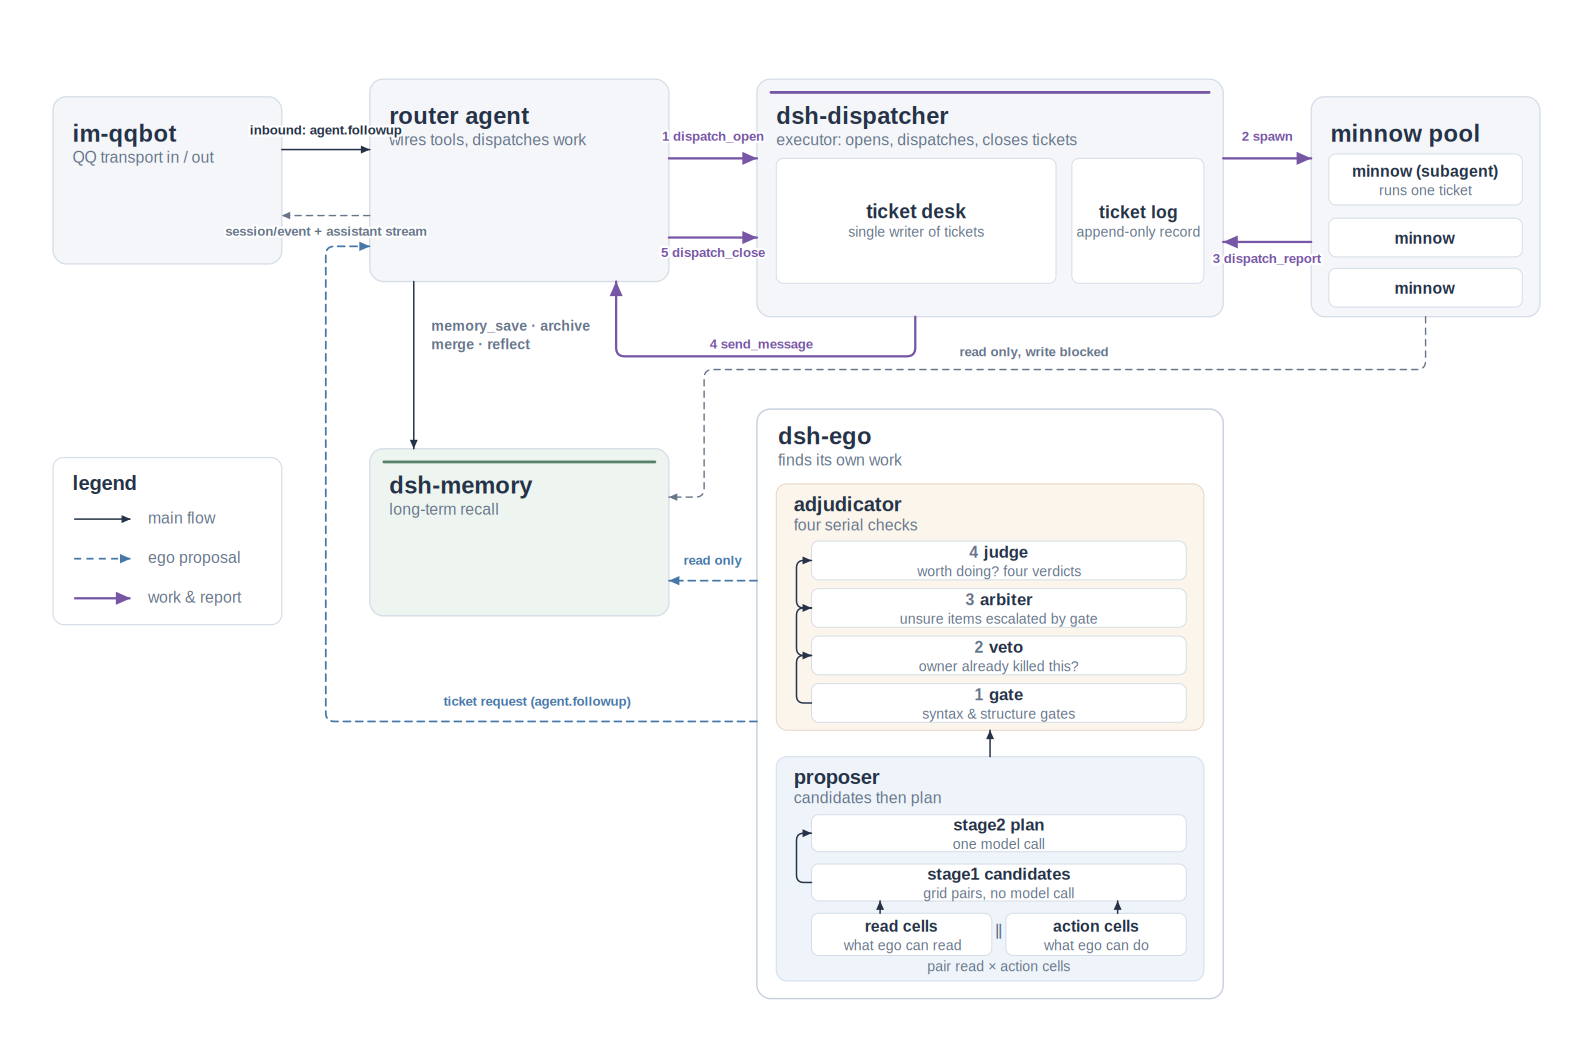 im-qqbot
QQ transport in / out
inbound: agent.followup
session/event + assistant stream
router agent
wires tools, dispatches work
1 dispatch_open
5 dispatch_close
dsh-dispatcher
executor: opens, dispatches, closes tickets
ticket desk
single writer of tickets
ticket log
append-only record
2 spawn
3 dispatch_report
minnow pool
minnow (subagent)
runs one ticket
minnow
minnow
memory_save · archive
merge · reflect
4 send_message
read only, write blocked
legend
main flow
ego proposal
work & report
dsh-memory
long-term recall
read only
ticket request (agent.followup)
dsh-ego
finds its own work
adjudicator
four serial checks
4 judge
worth doing? four verdicts
3 arbiter
unsure items escalated by gate
2 veto
owner already killed this?
1 gate
syntax & structure gates
proposer
candidates then plan
stage2 plan
one model call
stage1 candidates
grid pairs, no model call
read cells
what ego can read
∥
action cells
what ego can do
pair read × action cells